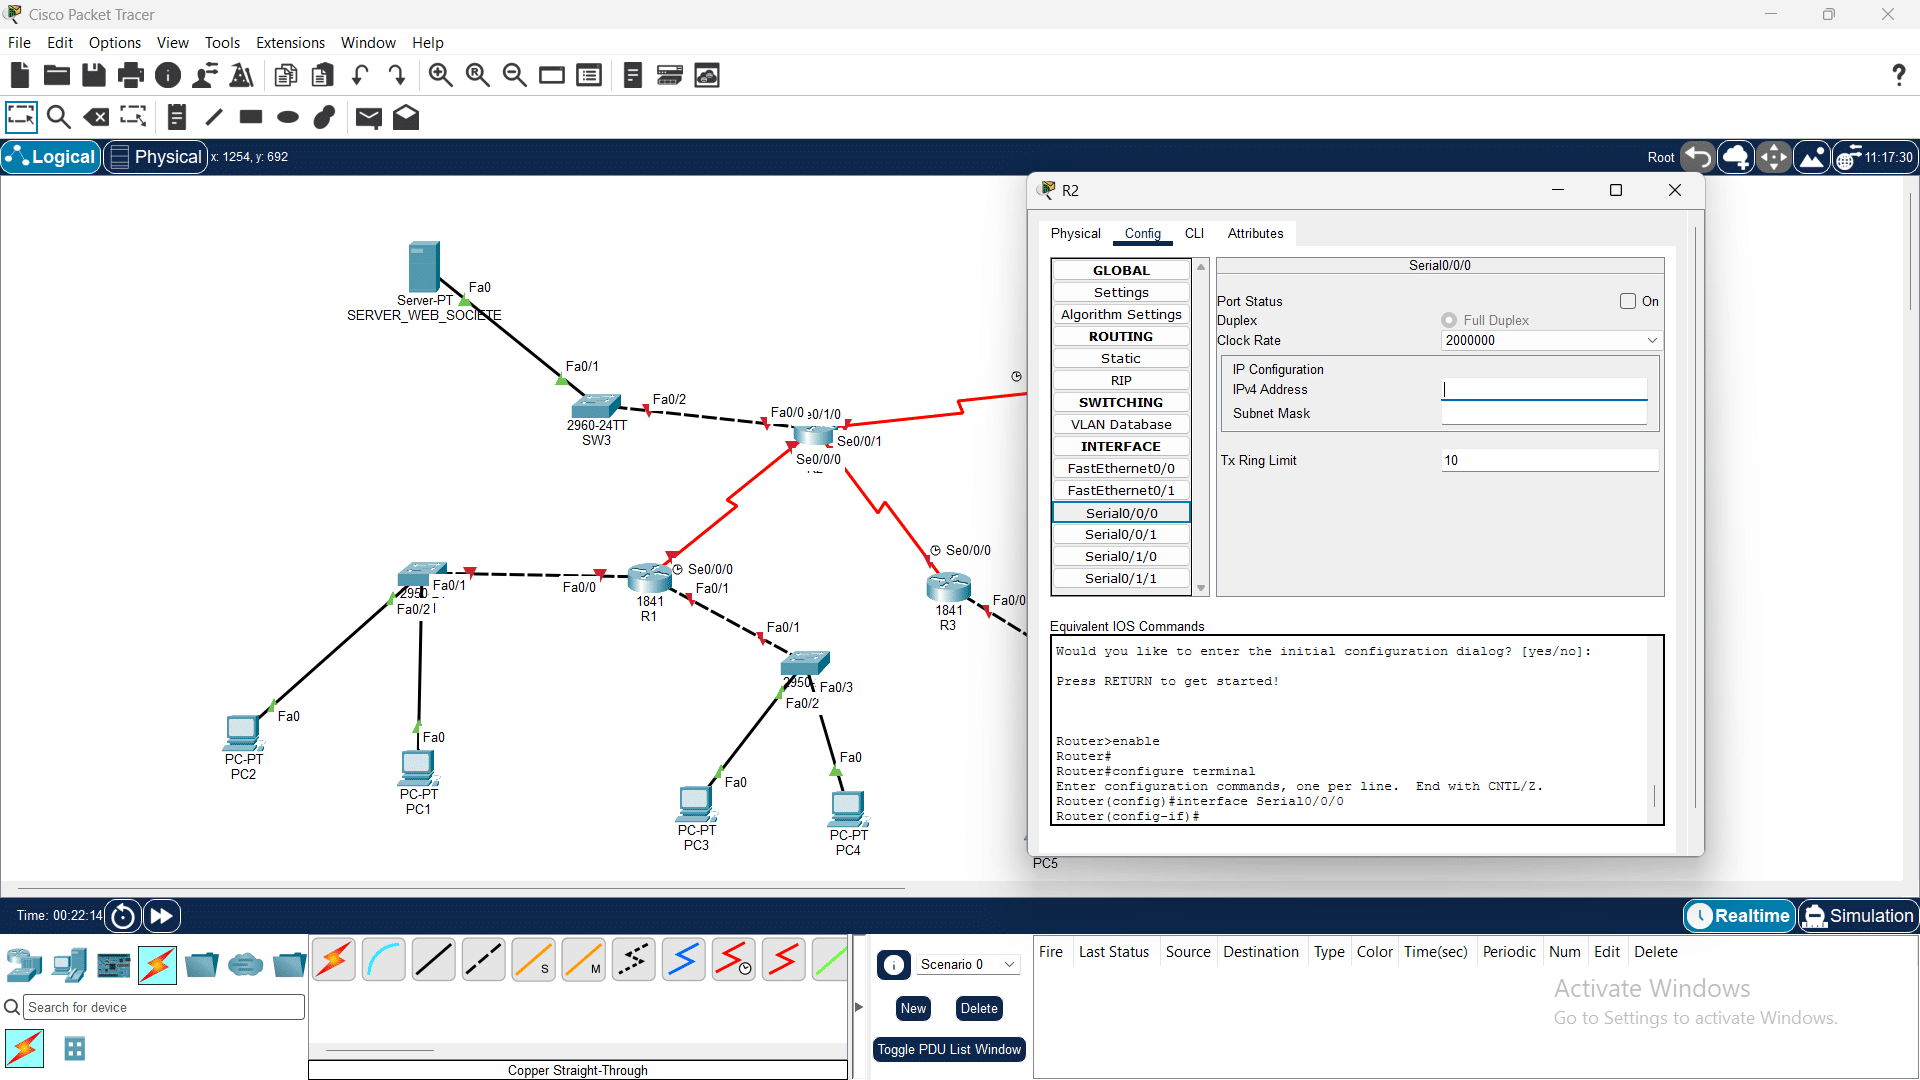 Cisco Packet Tracer
File Edit Options View Tools Extensions Window Help
Logical Physical x: 1254, y: 692 Root 11:17:30
Fa0
Server-PT
SERVER_WEB_SOCIETE
Fa0/1
Fa0/2
2960-24TT
SW3
Fa0/0
Se0/0/1
Se0/0/0
Fa0/1
Fa0/2
Fa0/0
Se0/0/0
Fa0/1
1841
R1
Se0/0/0
1841
R3
Fa0/0
Fa0/1
2950-
Fa0/3
Fa0/2
Fa0
PC-PT
PC2
Fa0
PC-PT
PC1
Fa0
PC-PT
PC3
Fa0
PC-PT
PC4
PC5
R2
Physical Config CLI Attributes
GLOBAL
Settings
Algorithm Settings
ROUTING
Static
RIP
SWITCHING
VLAN Database
INTERFACE
FastEthernet0/0
FastEthernet0/1
Serial0/0/0
Serial0/0/1
Serial0/1/0
Serial0/1/1
Serial0/0/0
Port Status On
Duplex Full Duplex
Clock Rate 2000000
IP Configuration
IPv4 Address
Subnet Mask
Tx Ring Limit 10
Equivalent IOS Commands
Would you like to enter the initial configuration dialog? [yes/no]:
Press RETURN to get started!
Router>enable
Router#
Router#configure terminal
Enter configuration commands, one per line. End with CNTL/Z.
Router(config)#interface Serial0/0/0
Router(config-if)#
Time: 00:22:14 Realtime Simulation
S
M
Search for device
Copper Straight-Through
Scenario 0
New Delete
Toggle PDU List Window
Fire Last Status Source Destination Type Color Time(sec) Periodic Num Edit Delete
Activate Windows
Go to Settings to activate Windows.